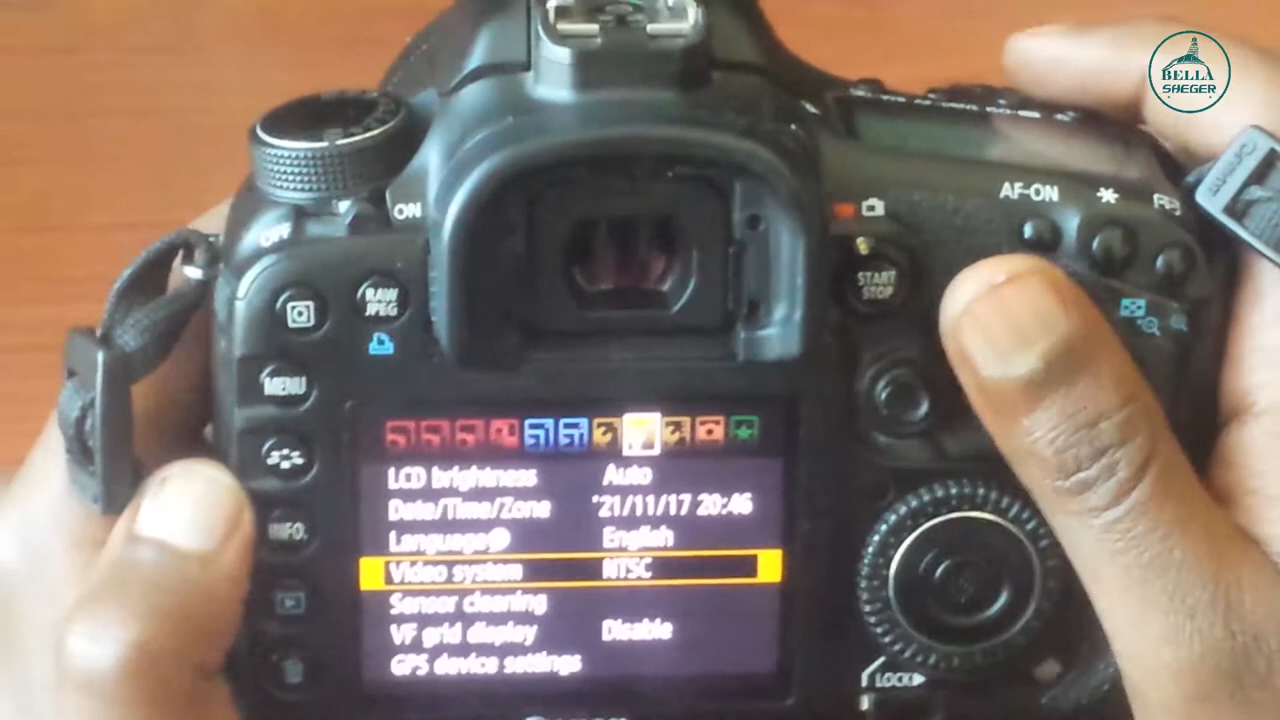 BELLA
SAEGER
ON
OFF
AF-ON
RAW
JPEG
START
STOP
MENU
INFO.
LCD brightness Auto
Date/Time/Zone '21/11/17 20:46
Language English
Video system NTSC
Sensor cleaning
VF grid display Disable
GPS device settings
LOCK